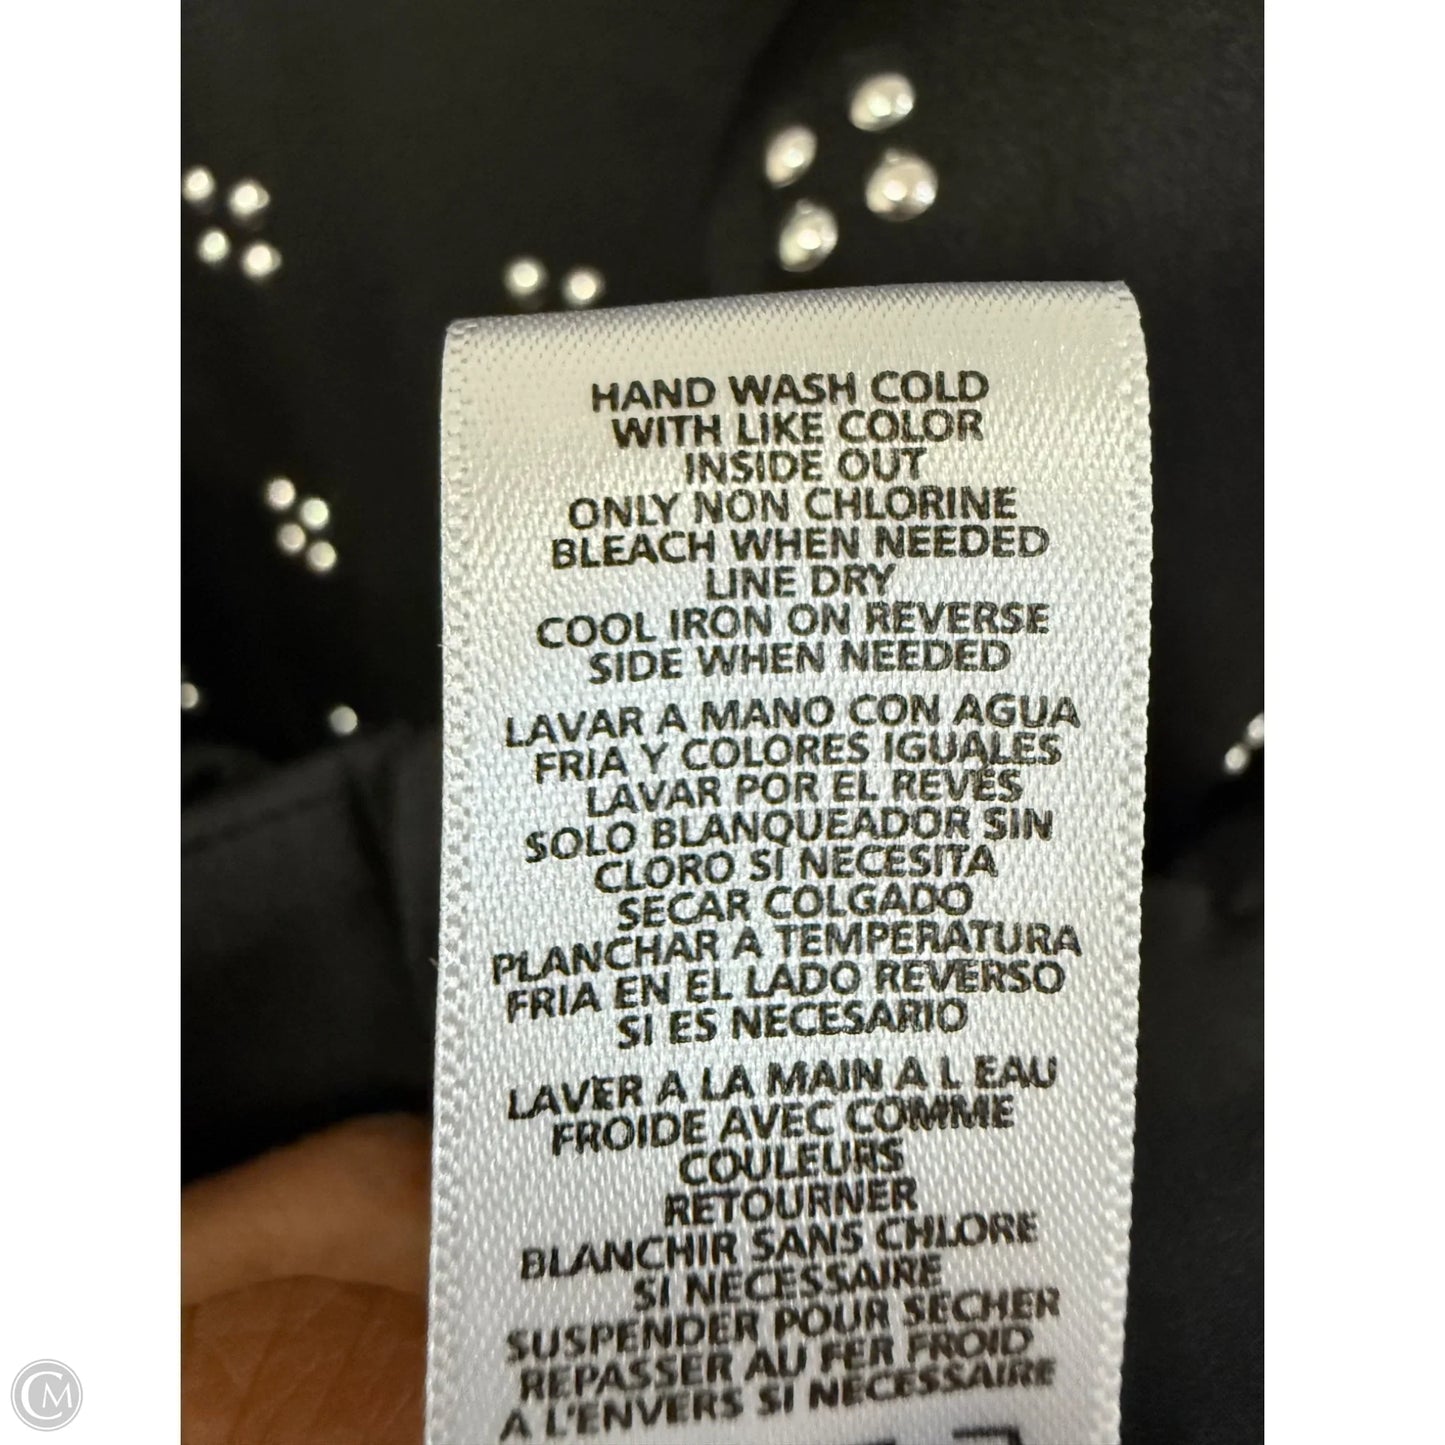 HAND WASH COLD
WITH LIKE COLOR
INSIDE OUT
ONLY NON CHLORINE
BLEACH WHEN NEEDED
LINE DRY
COOL IRON ON REVERSE
SIDE WHEN NEEDED
LAVAR A MANO CON AGUA
FRIA Y COLORES IGUALES
LAVAR POR EL REVÉS
SOLO BLANQUEADOR SIN
CLORO SI NECESITA
SECAR COLGADO
PLANCHAR A TEMPERATURA
FRIA EN EL LADO REVERSO
SI ES NECESARIO
LAVER A LA MAIN A L EAU
FROIDE AVEC COMME
COULEURS
RETOURNER
BLANCHIR SANS CHLORE
SI NECESSAIRE
SUSPENDER POUR SECHER
REPASSER AU FER FROID
A L'ENVERS SI NECESSAIRE
CM